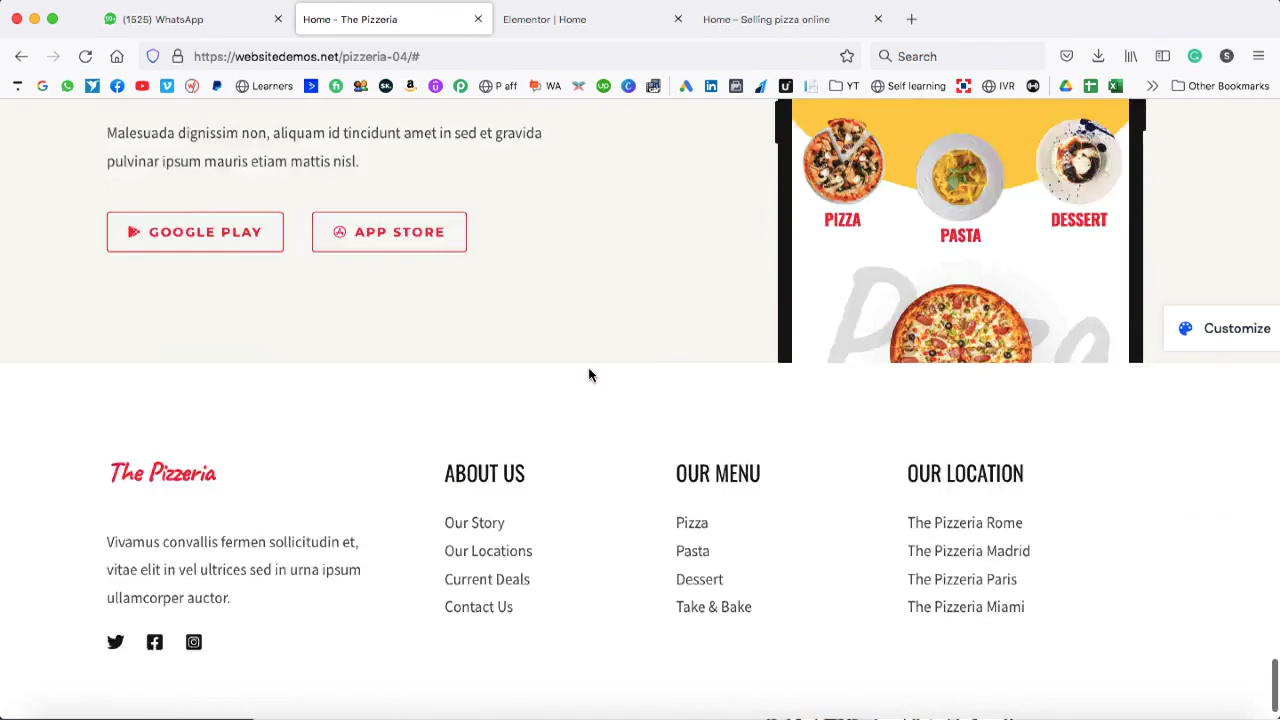 (1525) WhatsApp
Home - The Pizzeria
Elementor | Home
Home – Selling pizza online
https://websitedemos.net/pizzeria-04/#
Search
Learners
P aff
WA
YT
Self learning
IVR
Other Bookmarks
Malesuada dignissim non, aliquam id tincidunt amet in sed et gravida
pulvinar ipsum mauris etiam mattis nisl.
GOOGLE PLAY
APP STORE
PIZZA
PASTA
DESSERT
Pizza
Customize
The Pizzeria
Vivamus convallis fermen sollicitudin et,
vitae elit in vel ultrices sed in urna ipsum
ullamcorper auctor.
ABOUT US
Our Story
Our Locations
Current Deals
Contact Us
OUR MENU
Pizza
Pasta
Dessert
Take & Bake
OUR LOCATION
The Pizzeria Rome
The Pizzeria Madrid
The Pizzeria Paris
The Pizzeria Miami